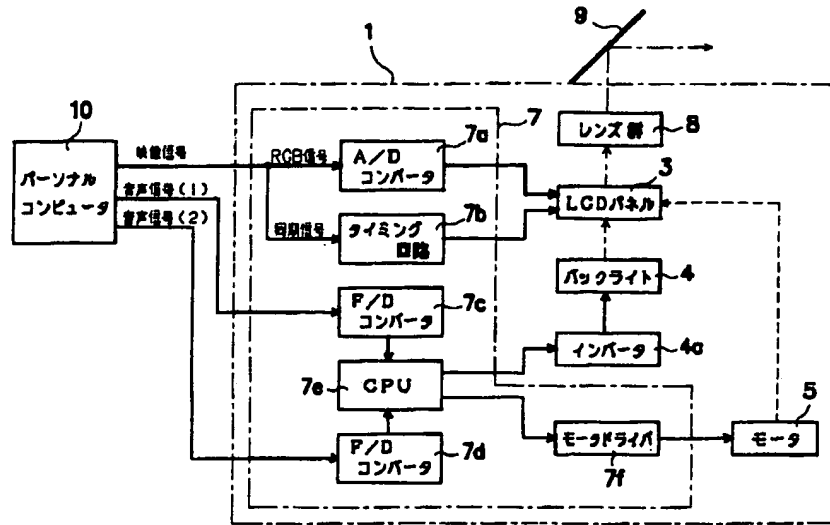 9
1
10
7
レンズ群
8
映像信号
RGB信号
A/D
コンバータ
7a
パーソナル
コンピュータ
音声信号(1)
音声信号(2)
3
LCDパネル
同期信号
タイミング
回路
7b
バックライト
4
F/D
コンバータ
7c
インバータ
4a
7e
CPU
5
モータドライバ
モータ
7f
F/D
コンバータ
7d